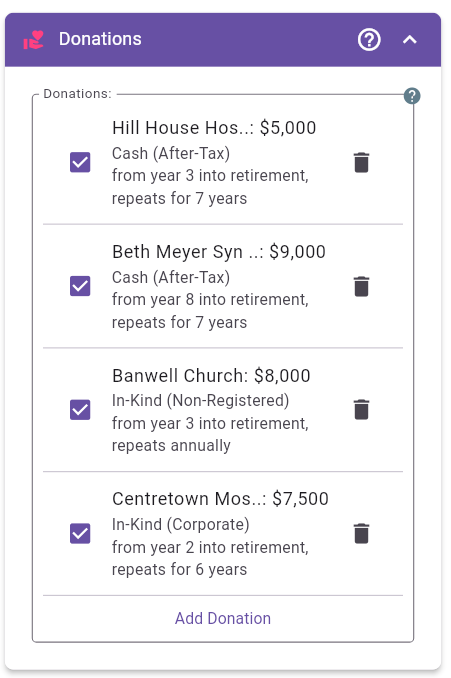 Donations
Donations:
Hill House Hos..: $5,000
Cash (After-Tax)
from year 3 into retirement,
repeats for 7 years
Beth Meyer Syn ..: $9,000
Cash (After-Tax)
from year 8 into retirement,
repeats for 7 years
Banwell Church: $8,000
In-Kind (Non-Registered)
from year 3 into retirement,
repeats annually
Centretown Mos..: $7,500
In-Kind (Corporate)
from year 2 into retirement,
repeats for 6 years
Add Donation